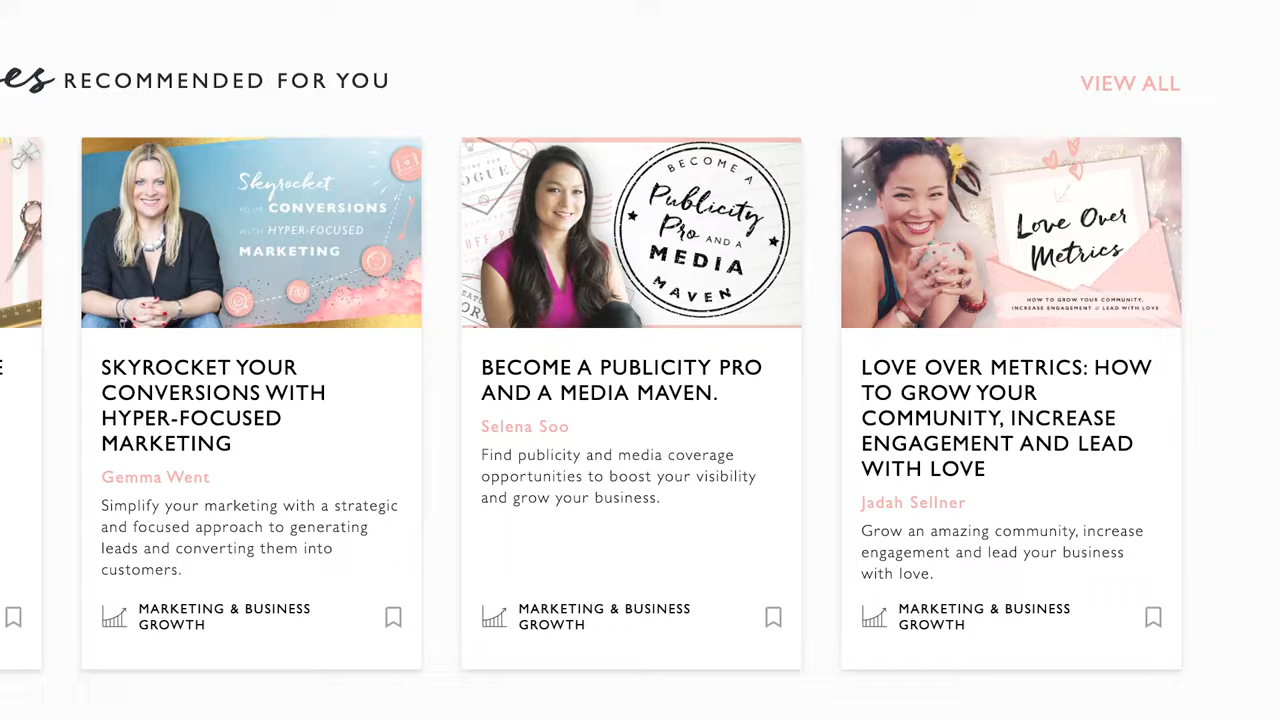 es RECOMMENDED FOR YOU
VIEW ALL
Skyrocket
YOUR CONVERSIONS
WITH HYPER-FOCUSED
MARKETING
SKYROCKET YOUR
CONVERSIONS WITH
HYPER-FOCUSED
MARKETING
Gemma Went
Simplify your marketing with a strategic
and focused approach to generating
leads and converting them into
customers.
MARKETING & BUSINESS
GROWTH
BECOME A
Publicity
Pro AND A
MEDIA
MAVEN
BECOME A PUBLICITY PRO
AND A MEDIA MAVEN.
Selena Soo
Find publicity and media coverage
opportunities to boost your visibility
and grow your business.
MARKETING & BUSINESS
GROWTH
Love Over
Metrics
HOW TO GROW YOUR COMMUNITY,
INCREASE ENGAGEMENT & LEAD WITH LOVE
LOVE OVER METRICS: HOW
TO GROW YOUR
COMMUNITY, INCREASE
ENGAGEMENT AND LEAD
WITH LOVE
Jadah Sellner
Grow an amazing community, increase
engagement and lead your business
with love.
MARKETING & BUSINESS
GROWTH